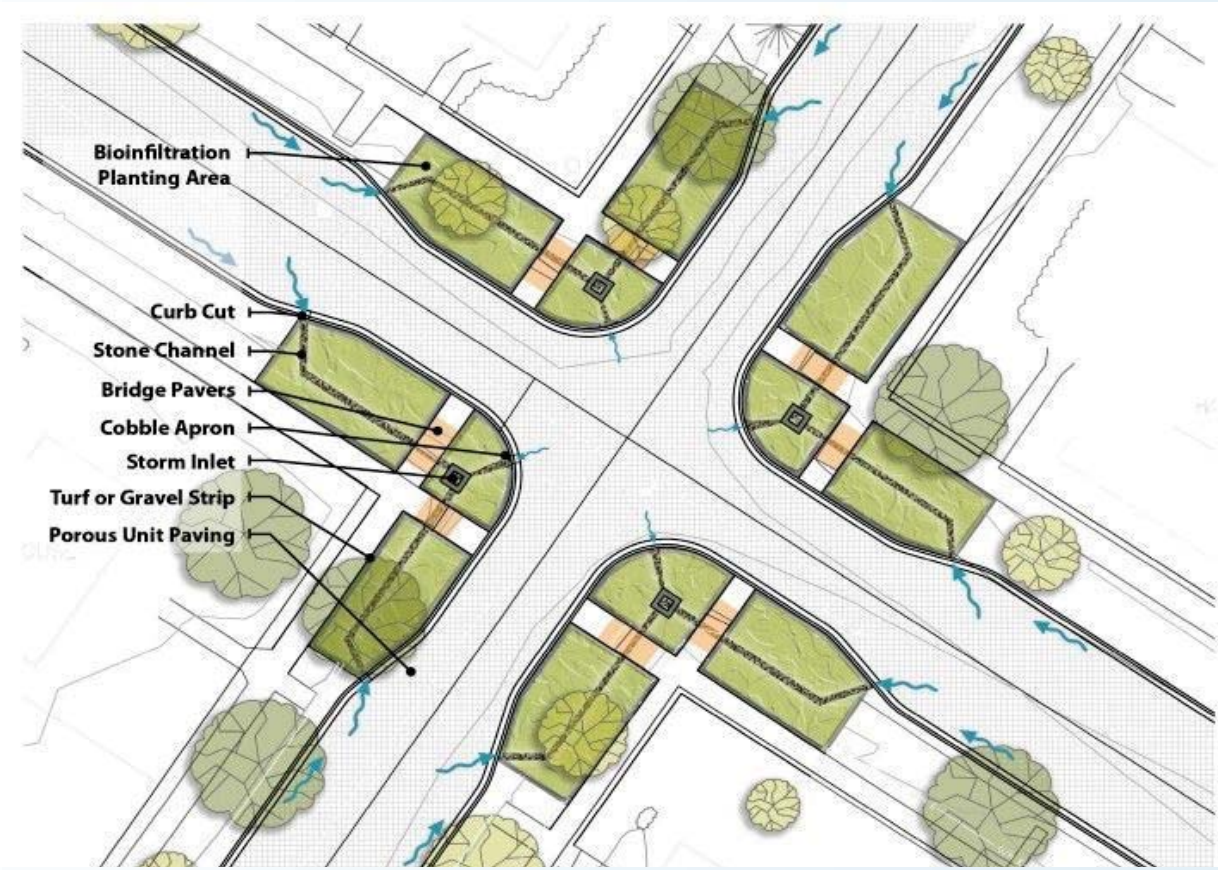 Bioinfiltration
Planting Area
Curb Cut
Stone Channel
Bridge Pavers
Cobble Apron
Storm Inlet
Turf or Gravel Strip
Porous Unit Paving